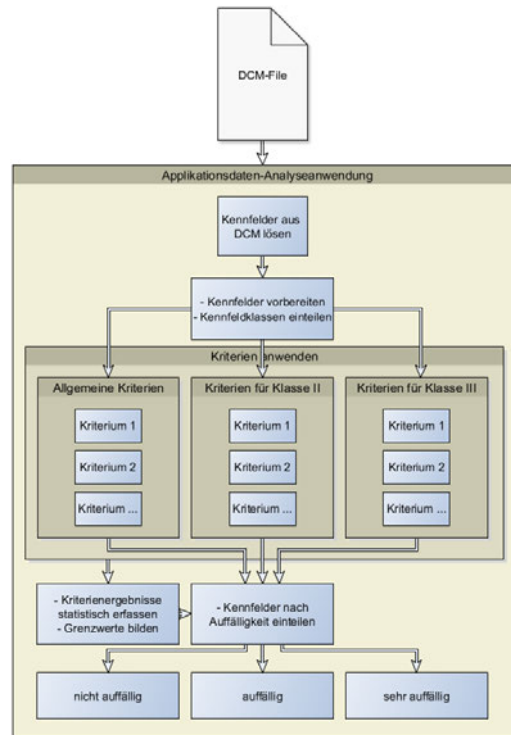 DCM-File
Applikationsdaten-Analyseanwendung
Kennfelder aus
DCM lösen
- Kennfelder vorbereiten
- Kennfeldklassen einteilen
Kriterien anwenden
Allgemeine Kriterien
Kriterium 1
Kriterium 2
Kriterium ...
Kriterien für Klasse II
Kriterium 1
Kriterium 2
Kriterium ...
Kriterien für Klasse III
Kriterium 1
Kriterium 2
Kriterium ...
- Kriterienergebnisse
statistisch erfassen
- Grenzwerte bilden
- Kennfelder nach
Auffälligkeit einteilen
nicht auffällig
auffällig
sehr auffällig